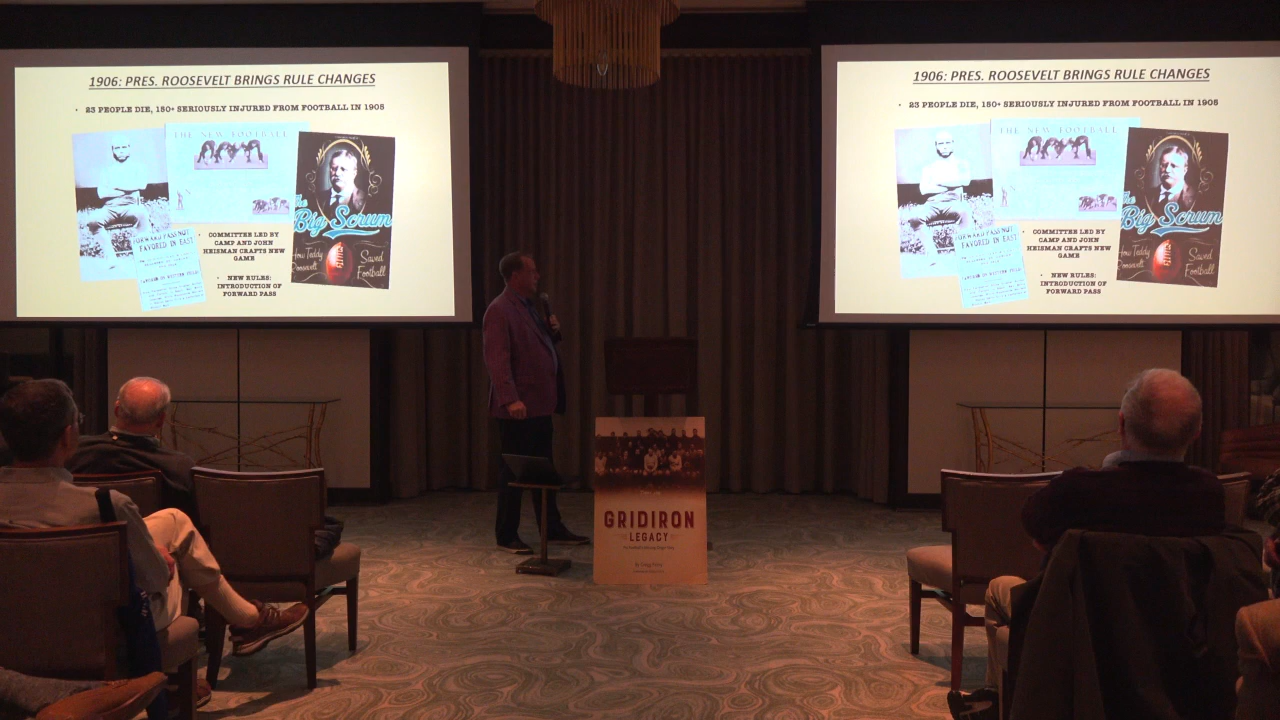 1906: PRES. ROOSEVELT BRINGS RULE CHANGES
• 23 PEOPLE DIE, 150+ SERIOUSLY INJURED FROM FOOTBALL IN 1905
THE NEW FOOTBALL
The
Big Scrum
How Teddy
Roosevelt
Saved
Football
FORWARD PASS NOT
FAVORED IN EAST
• COMMITTEE LED BY
CAMP AND JOHN
HEISMAN CRAFTS NEW
GAME
• NEW RULES:
INTRODUCTION OF
FORWARD PASS
1906: PRES. ROOSEVELT BRINGS RULE CHANGES
• 23 PEOPLE DIE, 150+ SERIOUSLY INJURED FROM FOOTBALL IN 1905
THE NEW FOOTBALL
The
Big Scrum
How Teddy
Roosevelt
Saved
Football
FORWARD PASS NOT
FAVORED IN EAST
• COMMITTEE LED BY
CAMP AND JOHN
HEISMAN CRAFTS NEW
GAME
• NEW RULES:
INTRODUCTION OF
FORWARD PASS
GRIDIRON
LEGACY